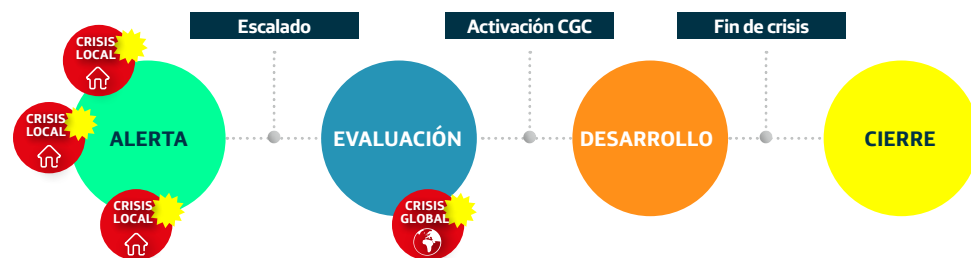 Escalado
Activación CGC
Fin de crisis
CRISIS
LOCAL
CRISIS
LOCAL
CRISIS
LOCAL
ALERTA
EVALUACIÓN
DESARROLLO
CIERRE
CRISIS
GLOBAL